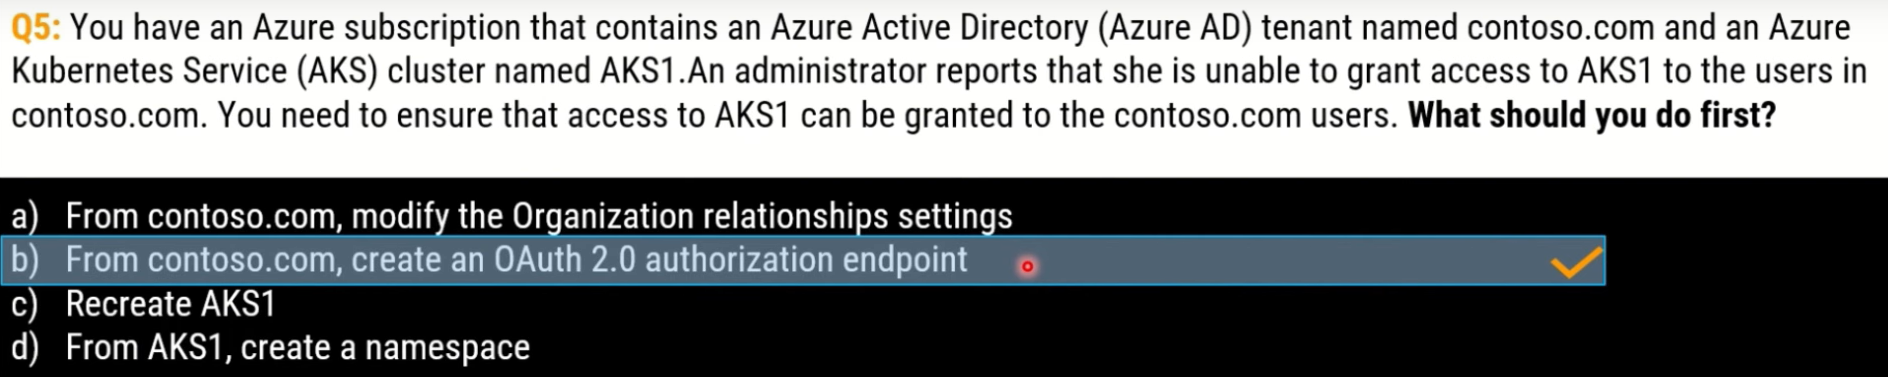 Q5: You have an Azure subscription that contains an Azure Active Directory (Azure AD) tenant named contoso.com and an Azure
Kubernetes Service (AKS) cluster named AKS1.An administrator reports that she is unable to grant access to AKS1 to the users in
contoso.com. You need to ensure that access to AKS1 can be granted to the contoso.com users. What should you do first?
a) From contoso.com, modify the Organization relationships settings
b) From contoso.com, create an OAuth 2.0 authorization endpoint
c) Recreate AKS1
d) From AKS1, create a namespace